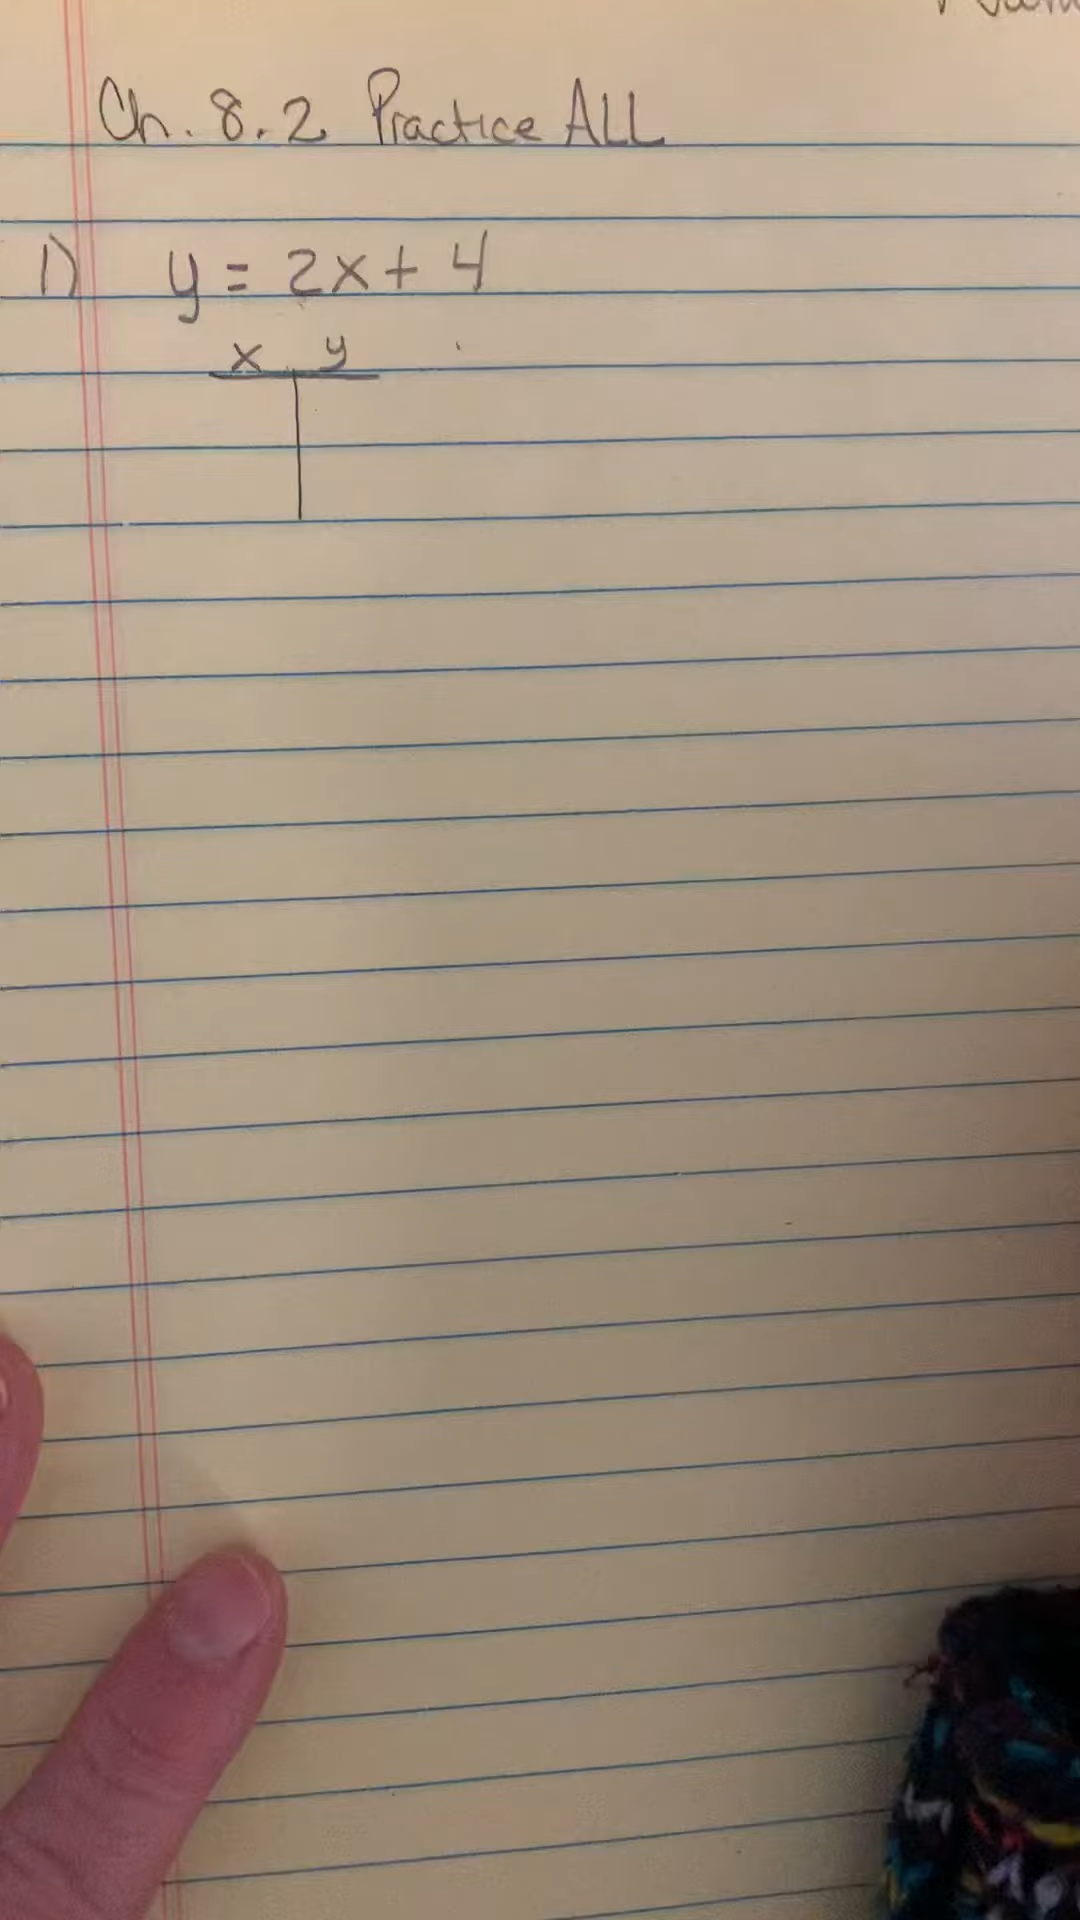 Ch. 8.2 Practice ALL
1) y = 2x + 4
x y